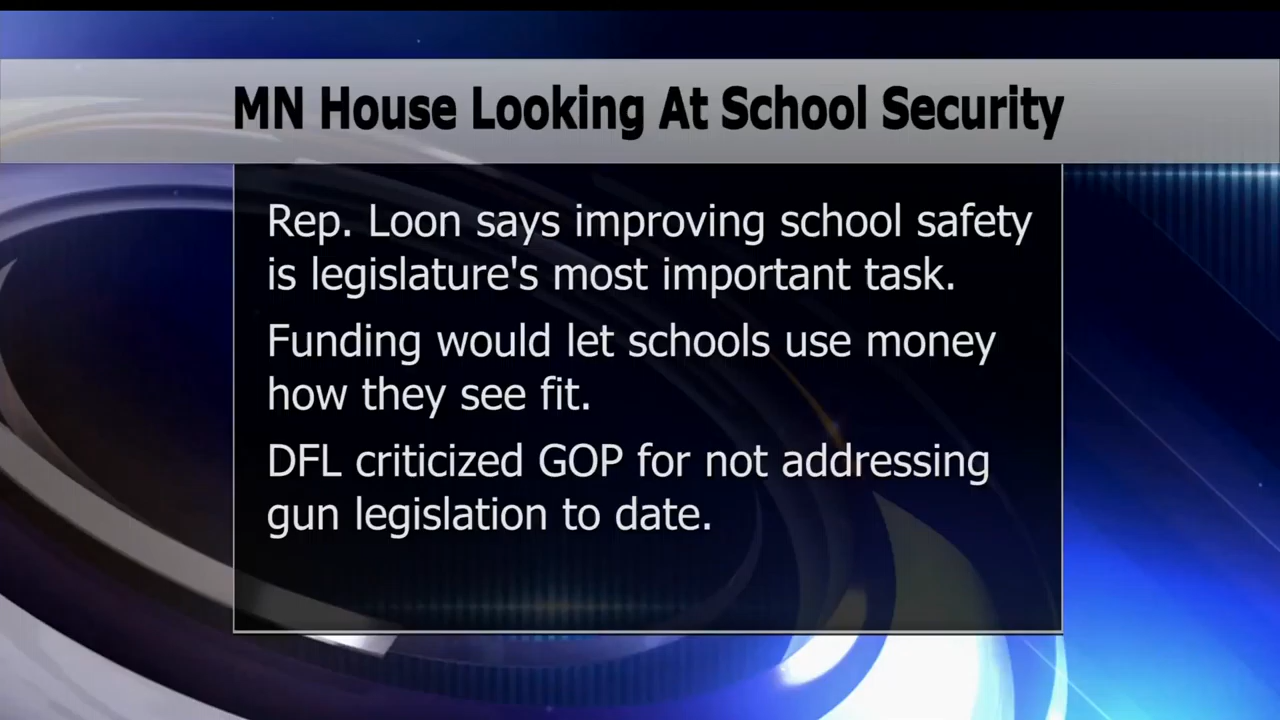 MN House Looking At School Security
Rep. Loon says improving school safety
is legislature's most important task.
Funding would let schools use money
how they see fit.
DFL criticized GOP for not addressing
gun legislation to date.